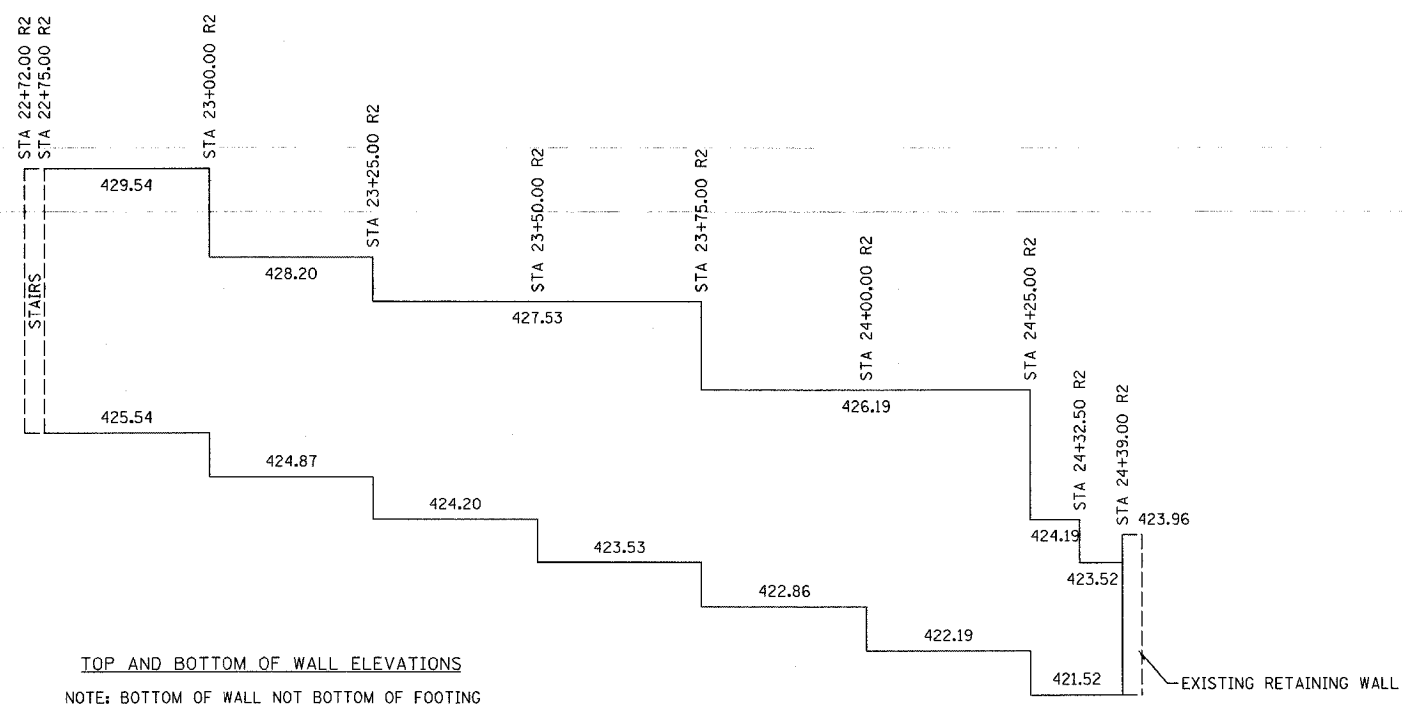 STA 22+72.00 R2
STA 22+75.00 R2
STA 23+00.00 R2
STA 23+25.00 R2
STA 23+50.00 R2
STA 23+75.00 R2
STA 24+00.00 R2
STA 24+25.00 R2
STA 24+32.50 R2
STA 24+39.00 R2
429.54
428.20
427.53
426.19
424.19
423.52
423.96
STAIRS
425.54
424.87
424.20
423.53
422.86
422.19
421.52
EXISTING RETAINING WALL
TOP AND BOTTOM OF WALL ELEVATIONS
NOTE: BOTTOM OF WALL NOT BOTTOM OF FOOTING